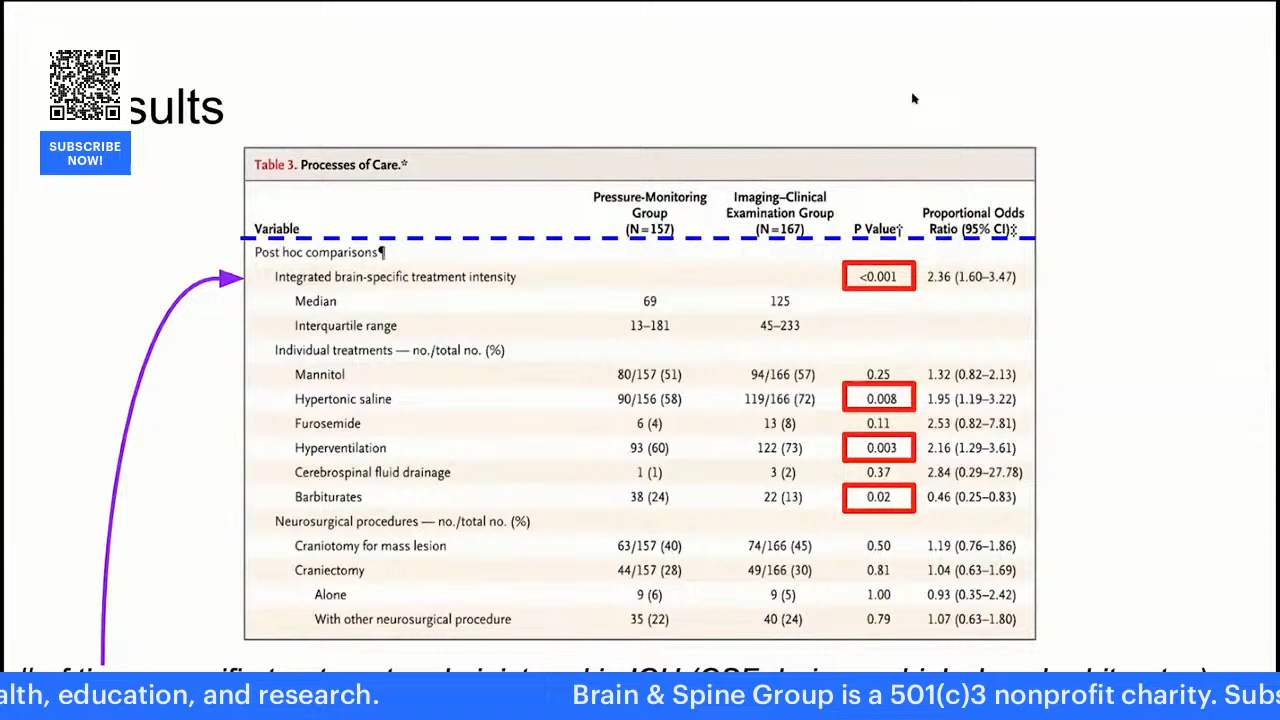 sults
SUBSCRIBE
NOW!
Table 3. Processes of Care.*
Variable Pressure-Monitoring Group (N=157) Imaging–Clinical Examination Group (N=167) P Value† Proportional Odds Ratio (95% CI)‡
Post hoc comparisons¶
Integrated brain-specific treatment intensity <0.001 2.36 (1.60–3.47)
Median 69 125
Interquartile range 13–181 45–233
Individual treatments — no./total no. (%)
Mannitol 80/157 (51) 94/166 (57) 0.25 1.32 (0.82–2.13)
Hypertonic saline 90/156 (58) 119/166 (72) 0.008 1.95 (1.19–3.22)
Furosemide 6 (4) 13 (8) 0.11 2.53 (0.82–7.81)
Hyperventilation 93 (60) 122 (73) 0.003 2.16 (1.29–3.61)
Cerebrospinal fluid drainage 1 (1) 3 (2) 0.37 2.84 (0.29–27.78)
Barbiturates 38 (24) 22 (13) 0.02 0.46 (0.25–0.83)
Neurosurgical procedures — no./total no. (%)
Craniotomy for mass lesion 63/157 (40) 74/166 (45) 0.50 1.19 (0.76–1.86)
Craniectomy 44/157 (28) 49/166 (30) 0.81 1.04 (0.63–1.69)
Alone 9 (6) 9 (5) 1.00 0.93 (0.35–2.42)
With other neurosurgical procedure 35 (22) 40 (24) 0.79 1.07 (0.63–1.80)
alth, education, and research. Brain & Spine Group is a 501(c)3 nonprofit charity. Subs